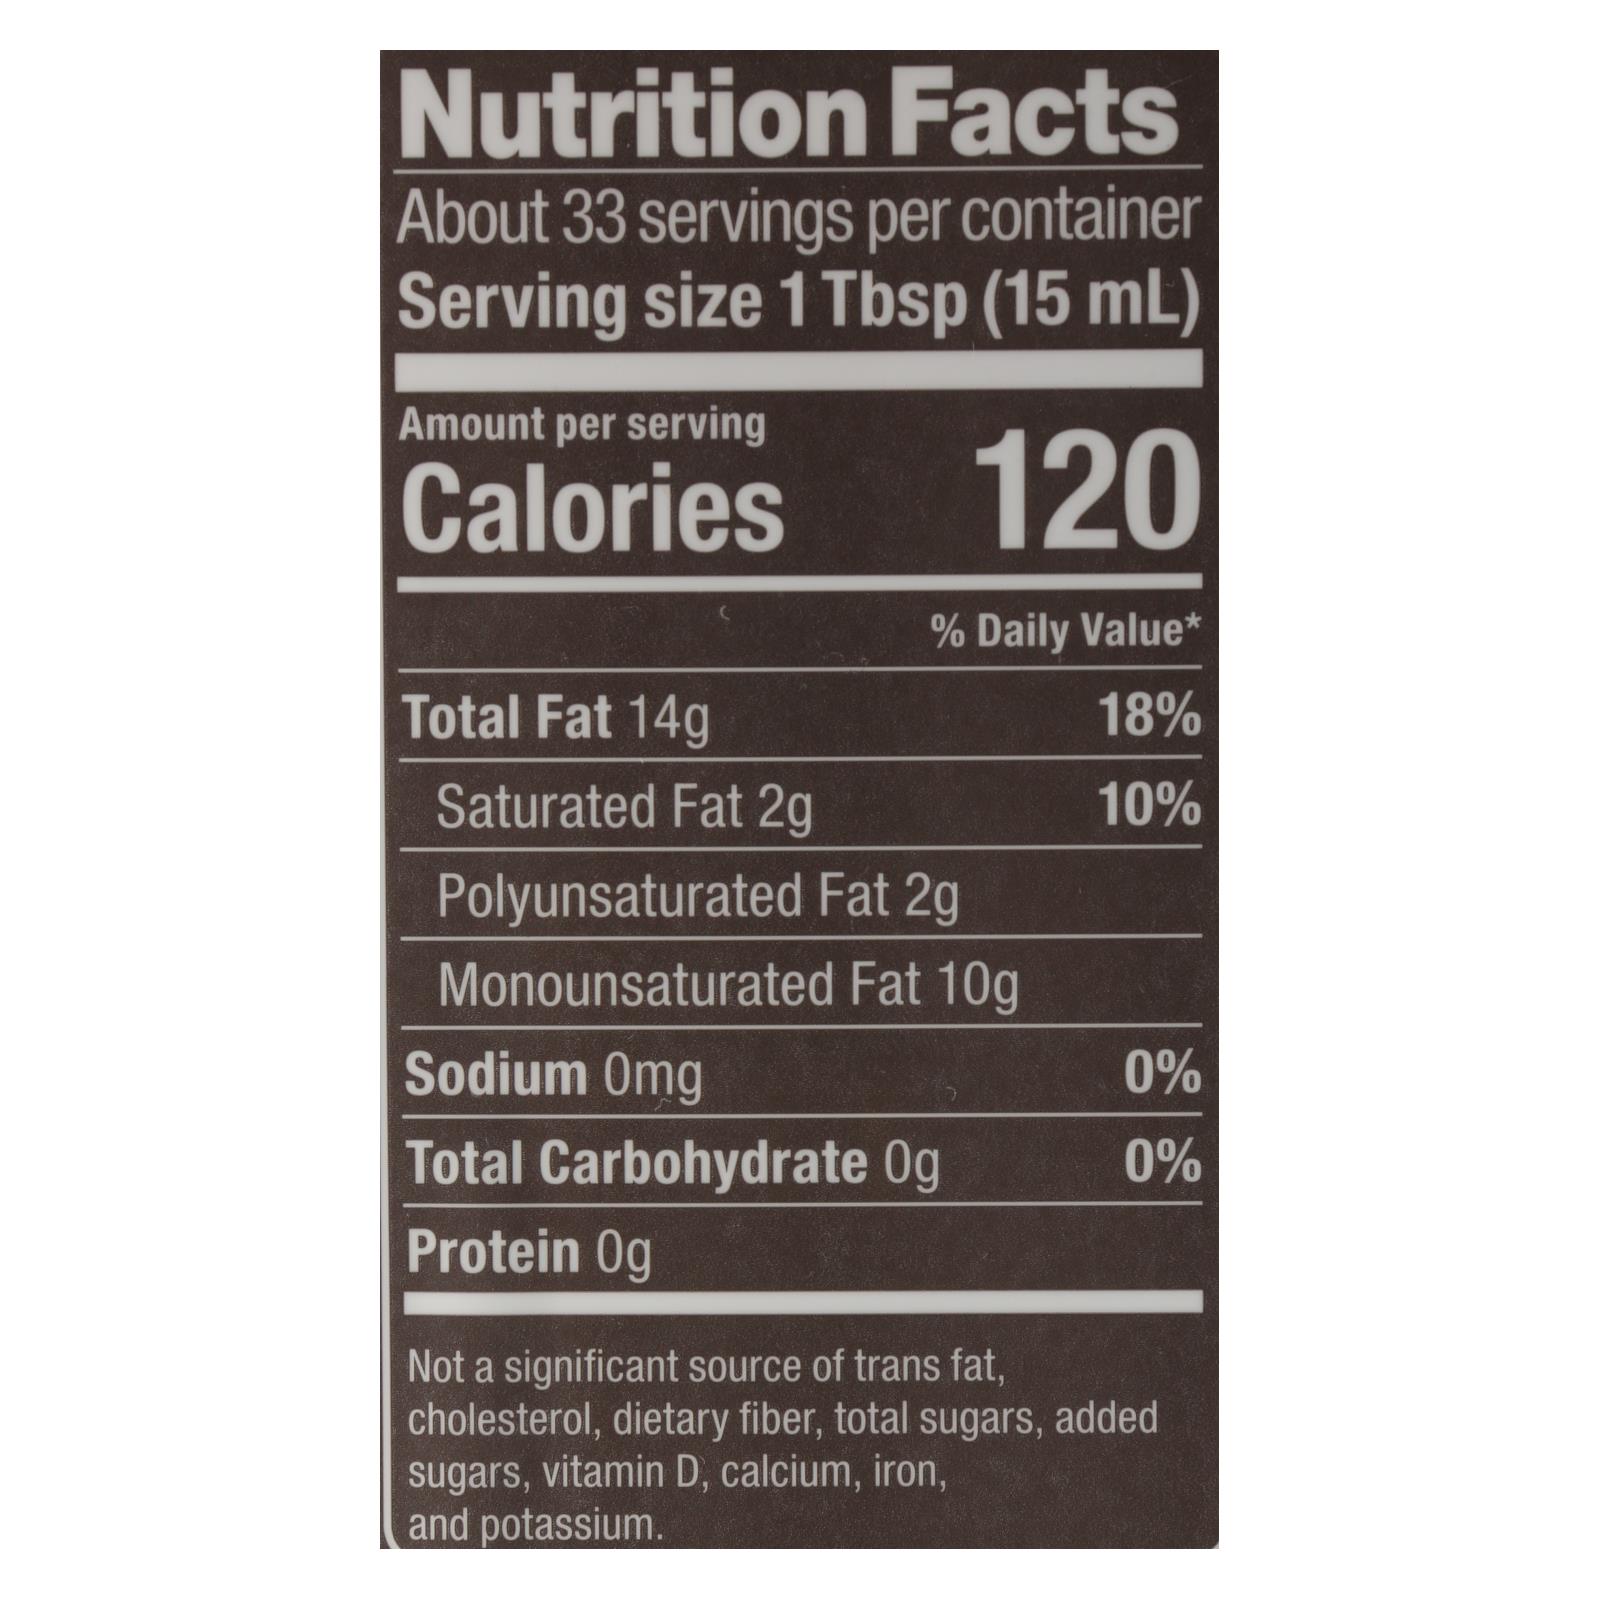 Nutrition Facts
About 33 servings per container
Serving size 1 Tbsp (15 mL)
Amount per serving
Calories 120
% Daily Value*
Total Fat 14g 18%
Saturated Fat 2g 10%
Polyunsaturated Fat 2g
Monounsaturated Fat 10g
Sodium 0mg 0%
Total Carbohydrate 0g 0%
Protein 0g
Not a significant source of trans fat,
cholesterol, dietary fiber, total sugars, added
sugars, vitamin D, calcium, iron,
and potassium.